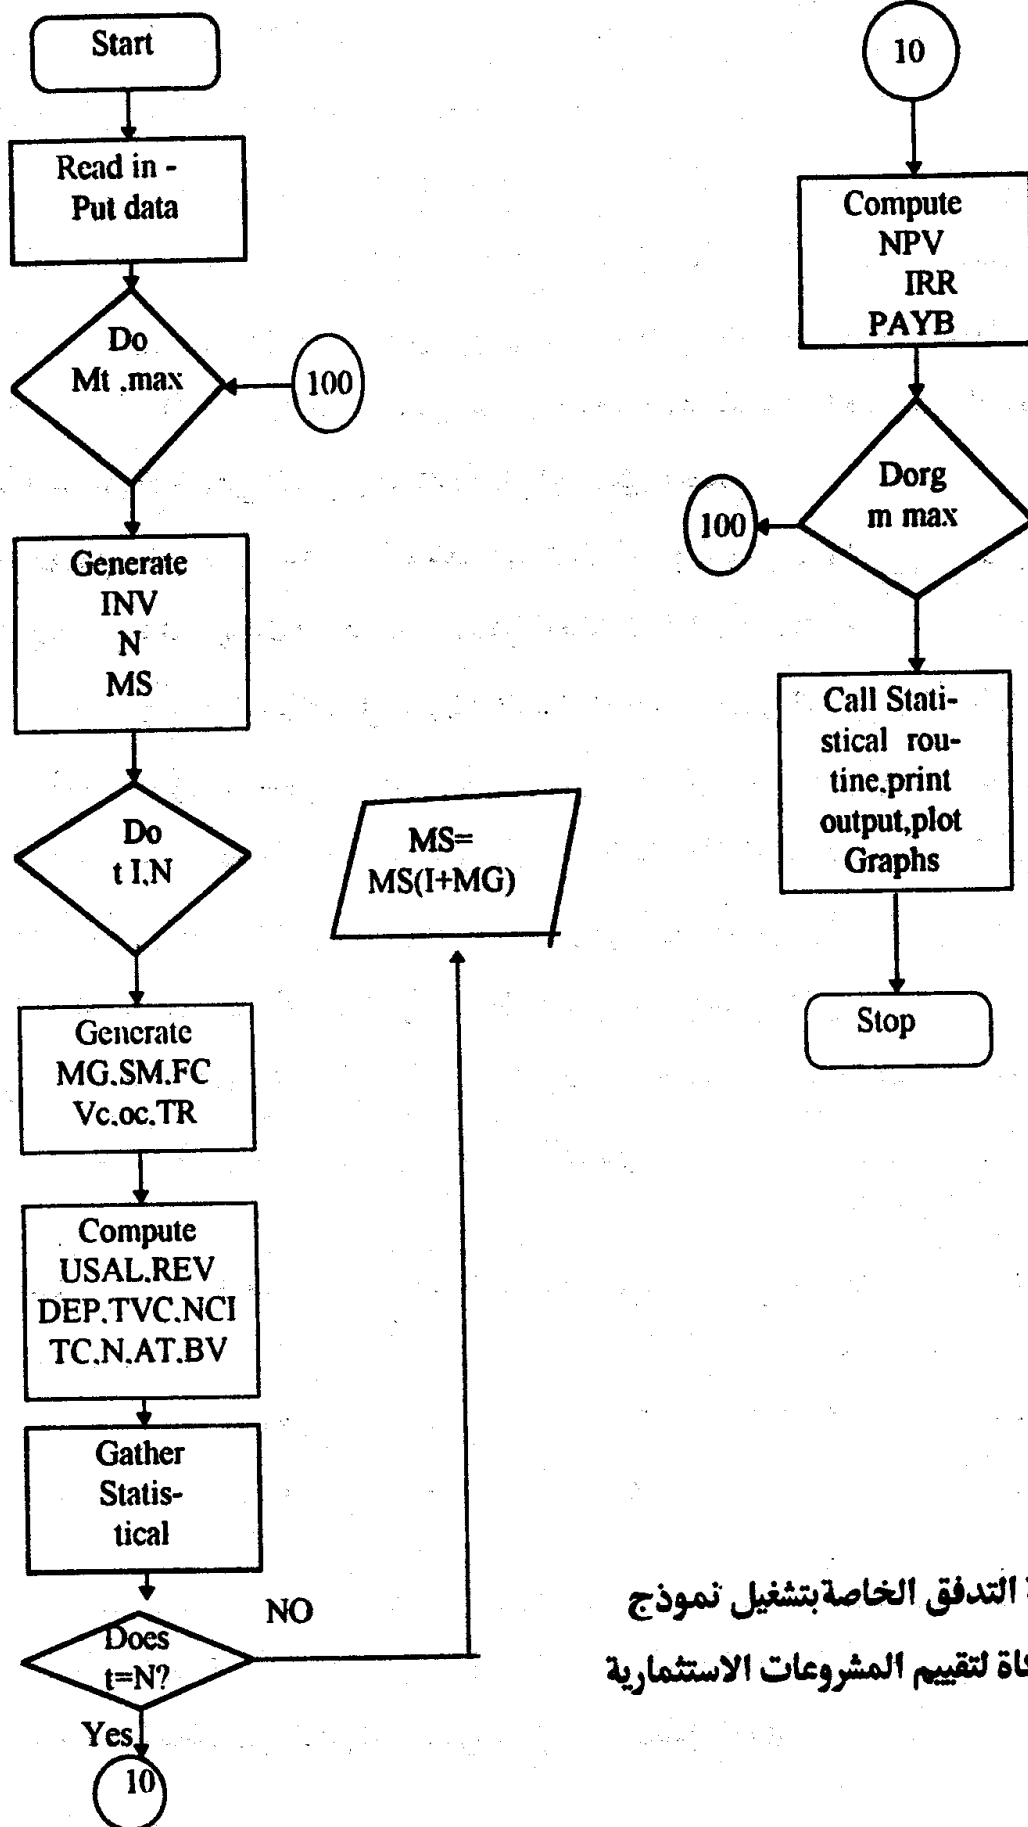 Start
Read in -
Put data
Do
Mt .max
100
Generate
INV
N
MS
Do
t I.N
MS=
MS(I+MG)
Generate
MG.SM.FC
Vc.oc.TR
Compute
USAL.REV
DEP.TVC.NCI
TC.N.AT.BV
Gather
Statis-
tical
Does
t=N?
NO
Yes
10
10
Compute
NPV
IRR
PAYB
Dorg
m max
100
Call Stati-
stical rou-
tine.print
output,plot
Graphs
Stop
التدفق الخاصة بتشغيل نموذج
لتقييم المشروعات الاستثمارية